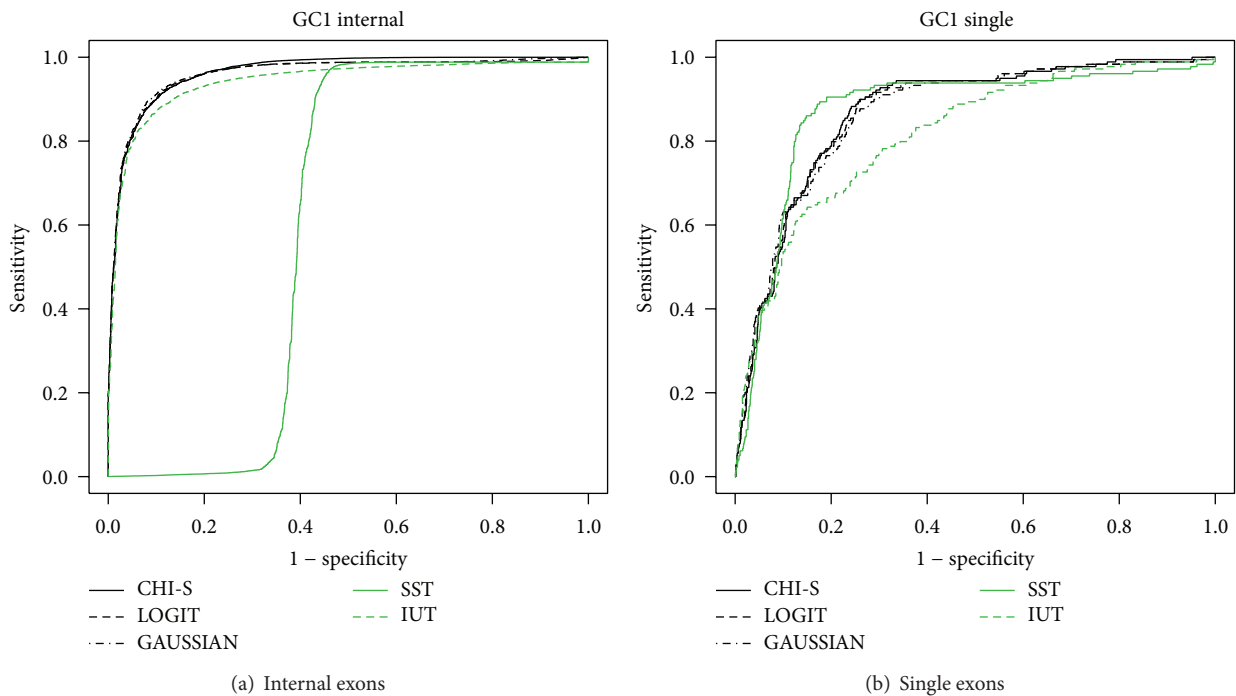 GC1 internal
Sensitivity
1.0
0.8
0.6
0.4
0.2
0.0
0.0 0.2 0.4 0.6 0.8 1.0
1 − specificity
CHI-S
LOGIT
GAUSSIAN
SST
IUT
(a) Internal exons
GC1 single
Sensitivity
1.0
0.8
0.6
0.4
0.2
0.0
0.0 0.2 0.4 0.6 0.8 1.0
1 − specificity
CHI-S
LOGIT
GAUSSIAN
SST
IUT
(b) Single exons